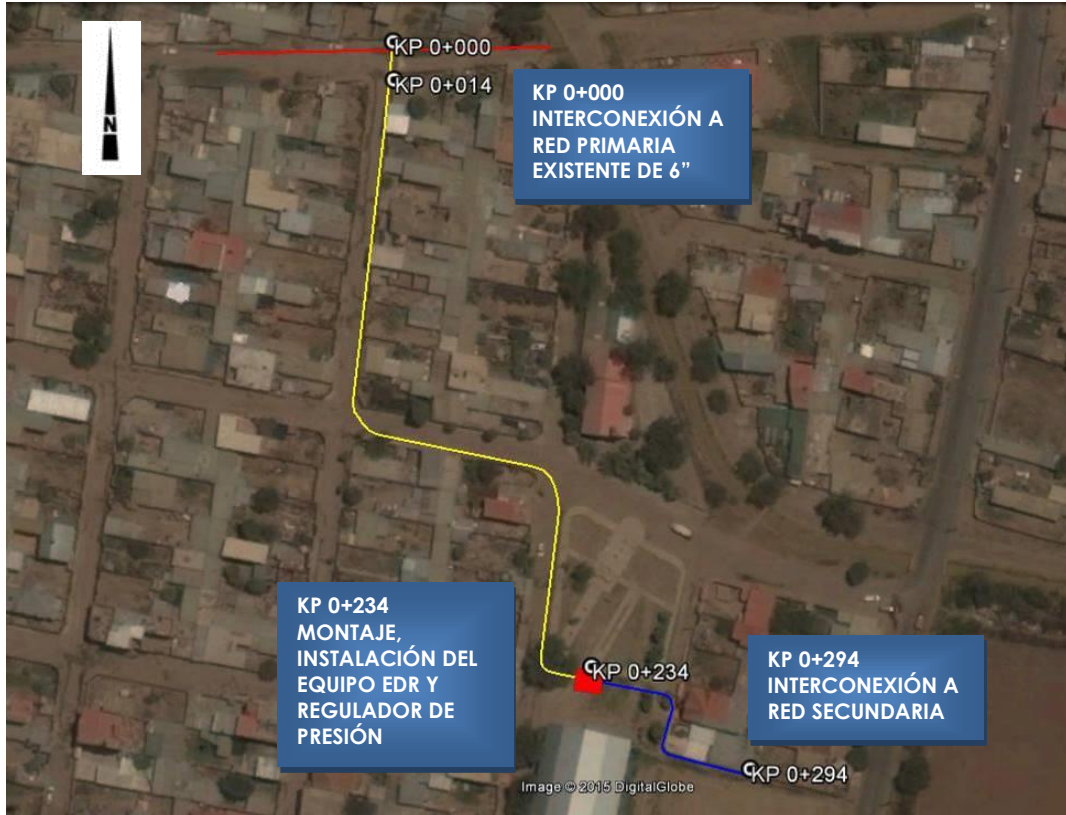 KP 0+000
KP 0+014
N
KP 0+000
INTERCONEXIÓN A
RED PRIMARIA
EXISTENTE DE 6”
KP 0+234
MONTAJE,
INSTALACIÓN DEL
EQUIPO EDR Y
REGULADOR DE
PRESIÓN
KP 0+234
KP 0+294
INTERCONEXIÓN A
RED SECUNDARIA
KP 0+294
Image © 2015 DigitalGlobe